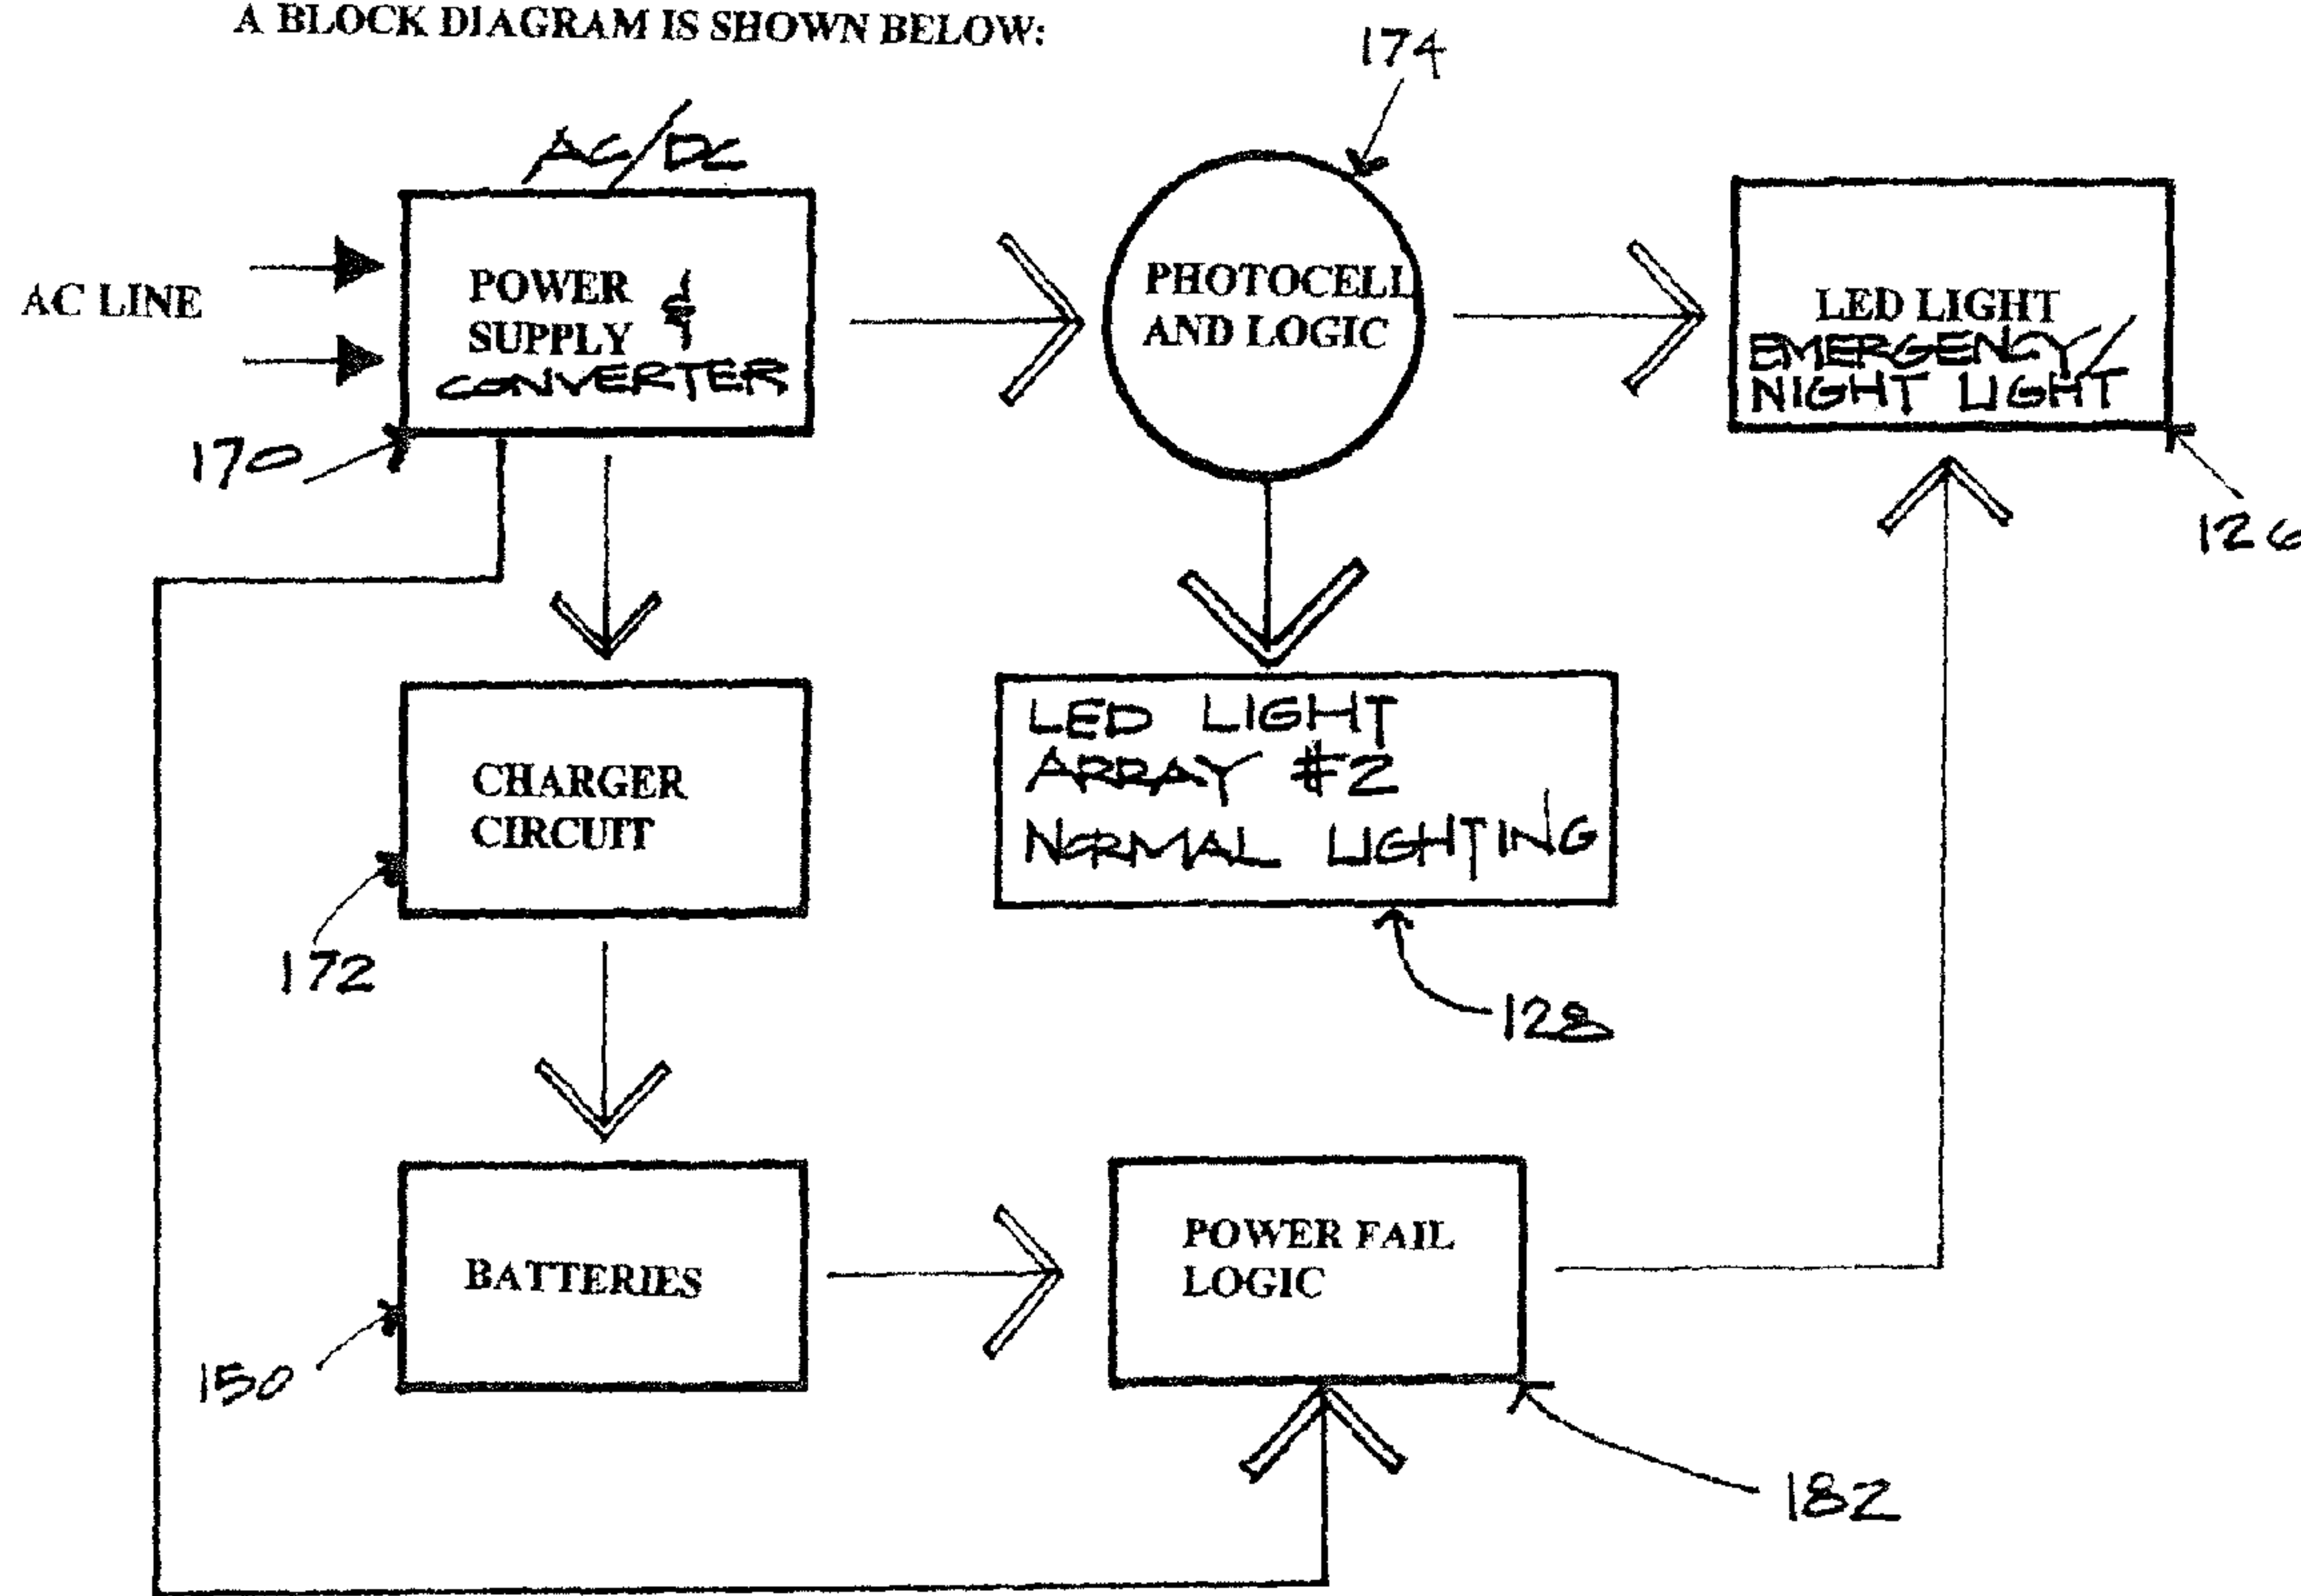 A BLOCK DIAGRAM IS SHOWN BELOW:
174
AC/DC
AC LINE
POWER
SUPPLY &
CONVERTER
170
PHOTOCELL
AND LOGIC
LED LIGHT
EMERGENCY/
NIGHT LIGHT
126
CHARGER
CIRCUIT
172
LED LIGHT
ARRAY #2
NORMAL LIGHTING
128
BATTERIES
150
POWER FAIL
LOGIC
182